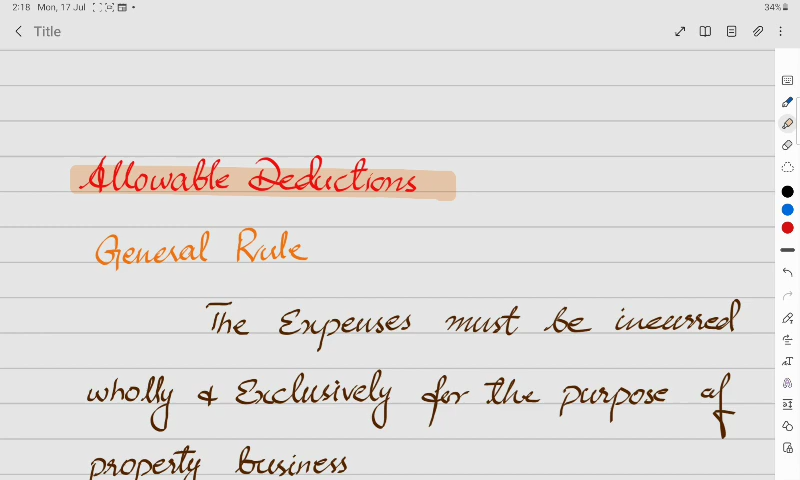 2:18 Mon, 17 Jul
34%
Title
Allowable Deductions
General Rule
The Expenses must be incurred
wholly & Exclusively for the purpose of
property business